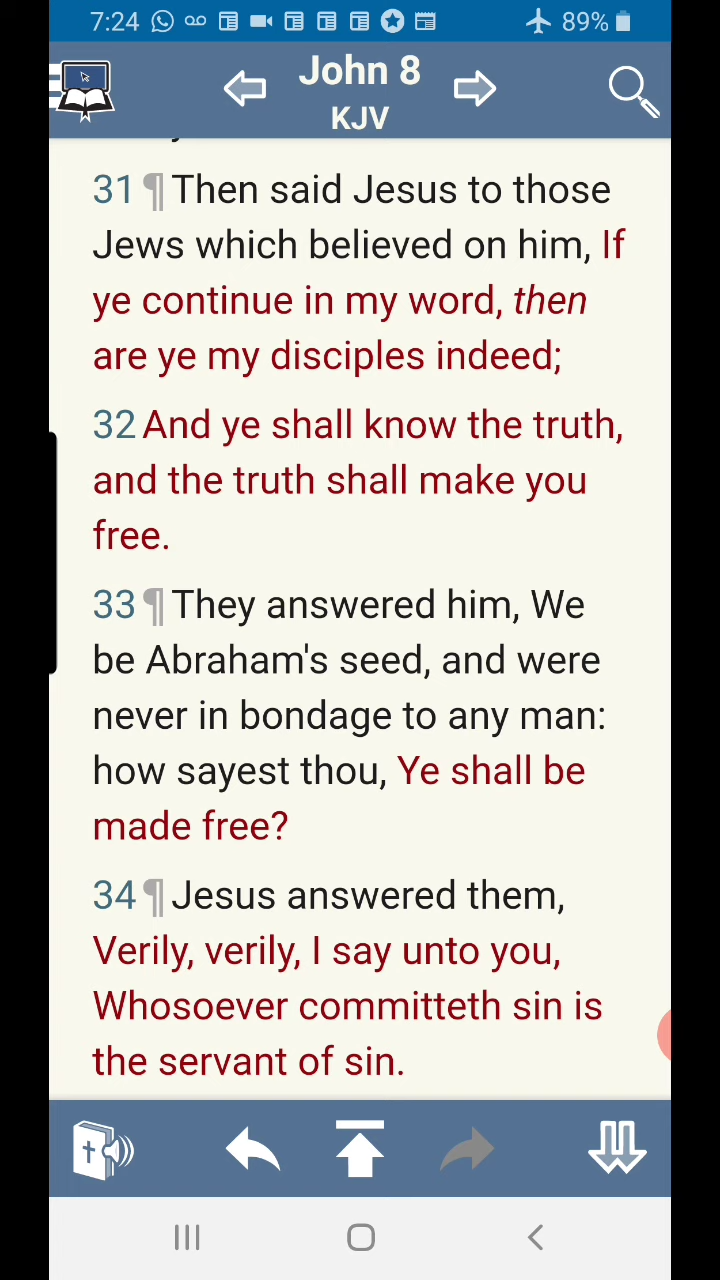 7:24 89%
John 8
KJV
31 ¶ Then said Jesus to those
Jews which believed on him, If
ye continue in my word, then
are ye my disciples indeed;
32 And ye shall know the truth,
and the truth shall make you
free.
33 ¶ They answered him, We
be Abraham's seed, and were
never in bondage to any man:
how sayest thou, Ye shall be
made free?
34 ¶ Jesus answered them,
Verily, verily, I say unto you,
Whosoever committeth sin is
the servant of sin.